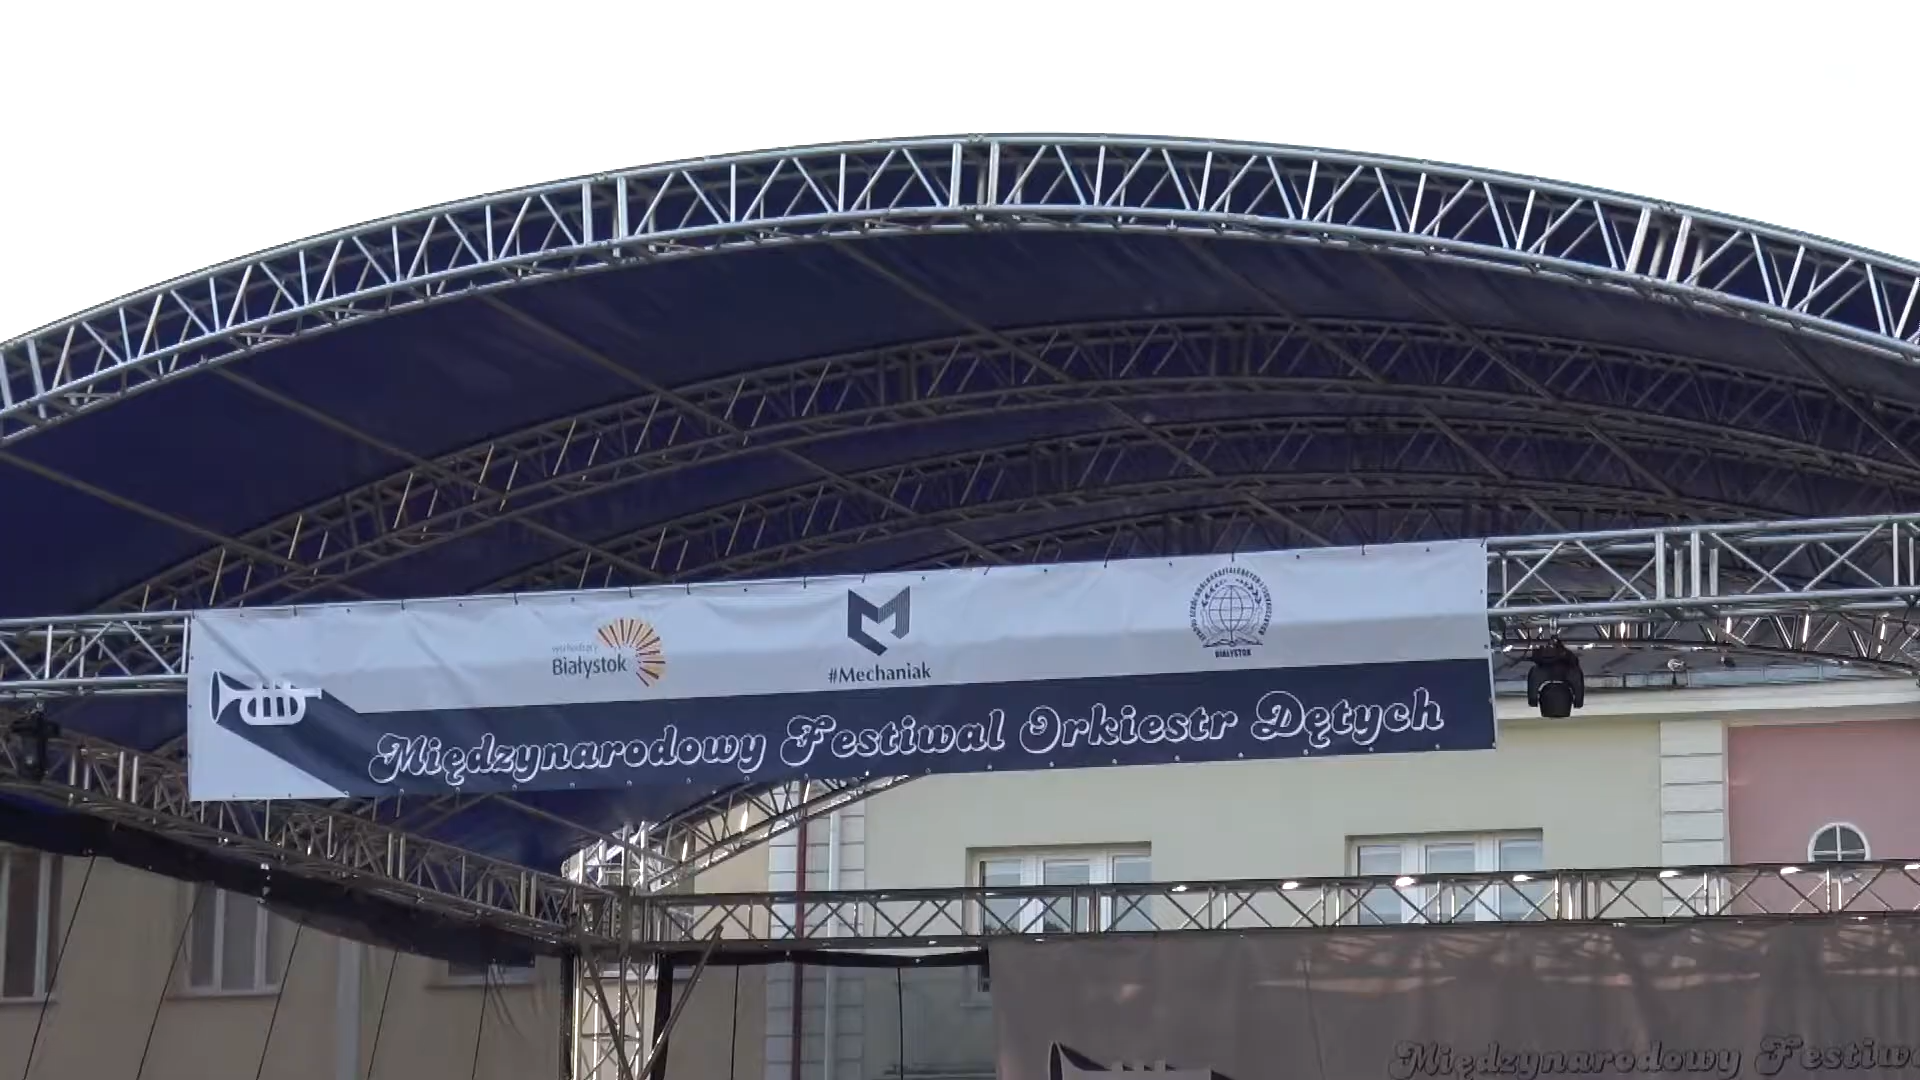 wschodzący
Białystok
#Mechaniak
BIAŁYSTOK
Międzynarodowy Festiwal Orkiestr Dętych
Międzynarodowy Festiw